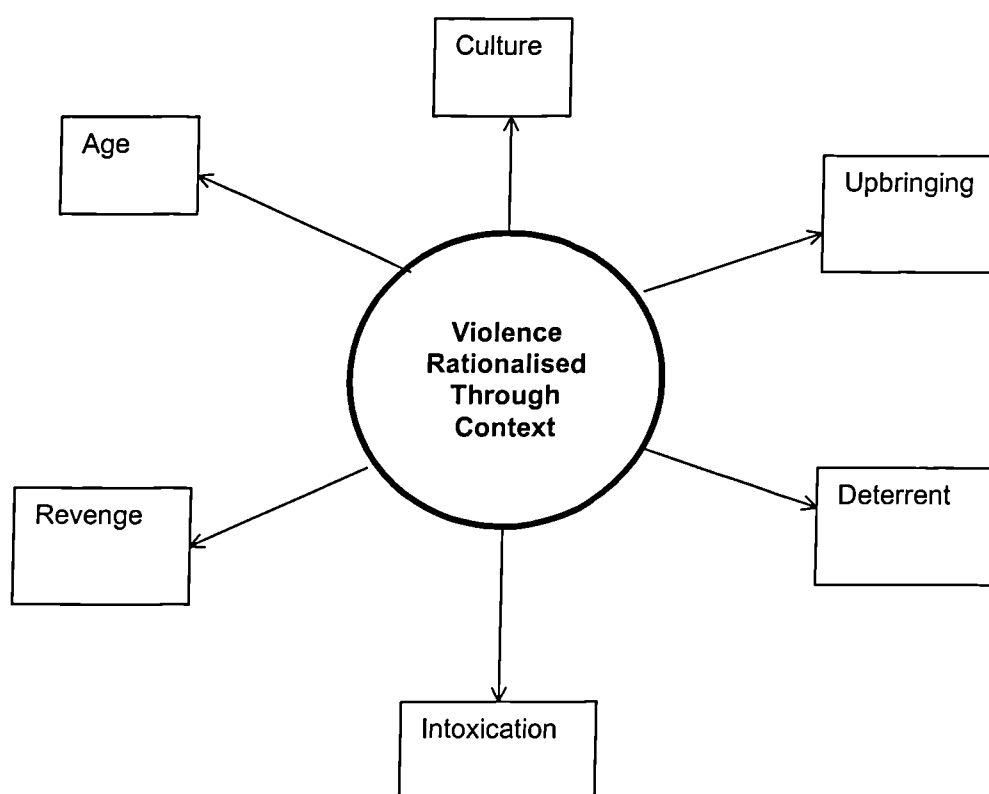 Culture
Age
Upbringing
Violence
Rationalised
Through
Context
Revenge
Deterrent
Intoxication